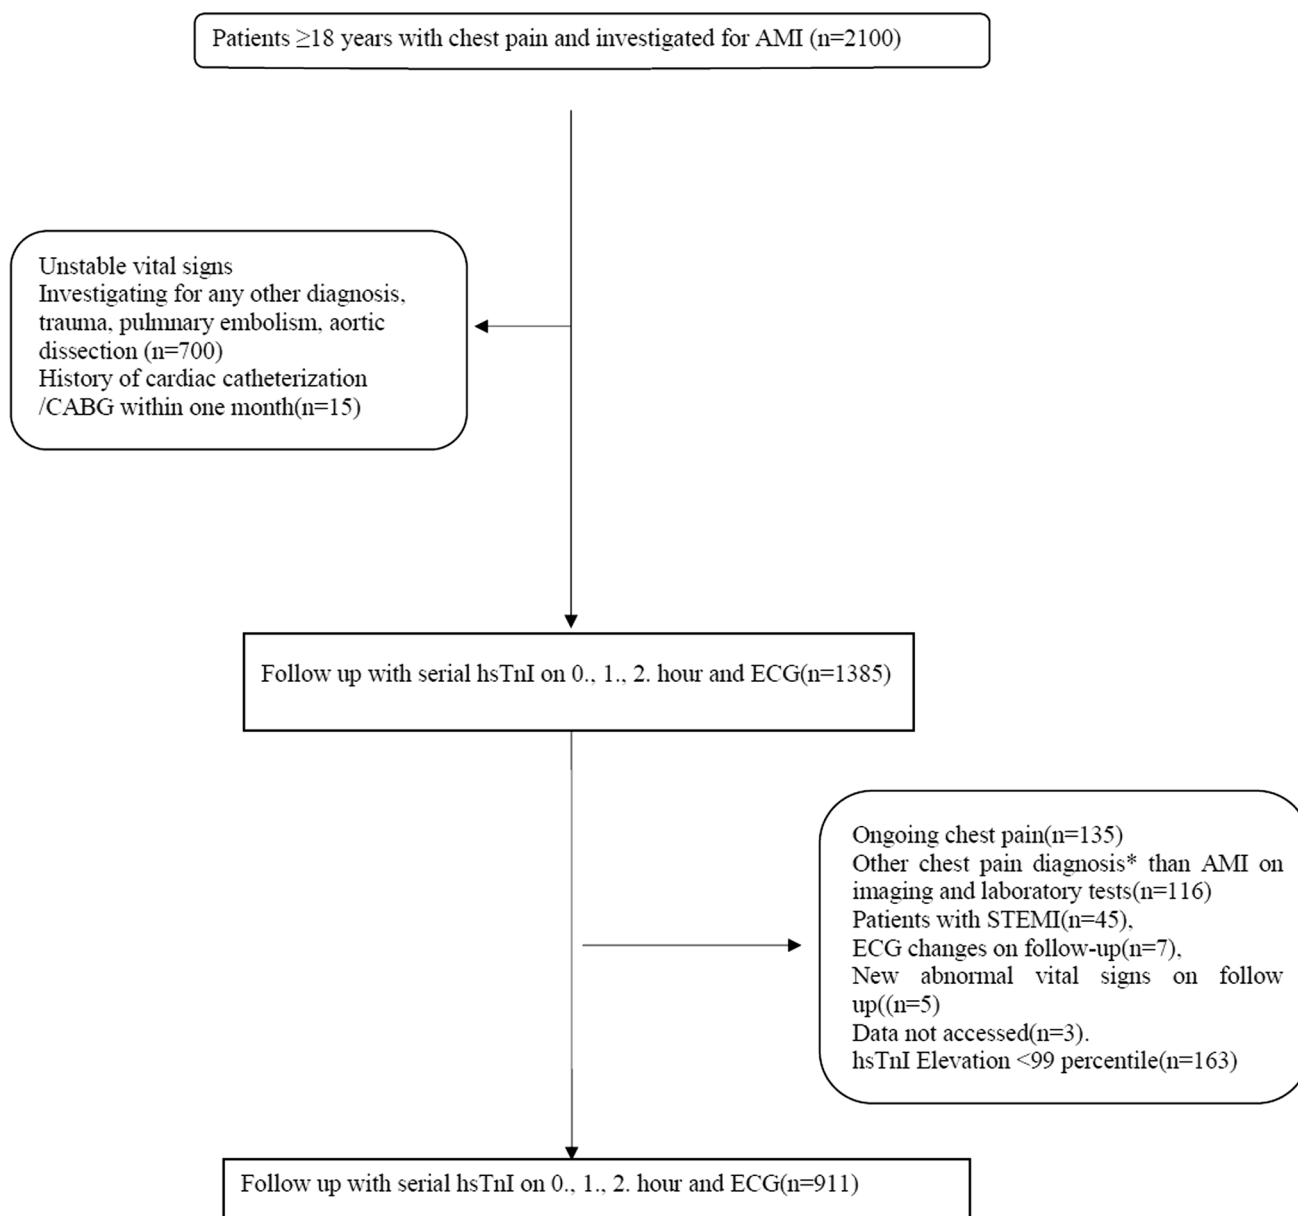 Patients ≥18 years with chest pain and investigated for AMI (n=2100)
Unstable vital signs
Investigating for any other diagnosis,
trauma, pulmnary embolism, aortic
dissection (n=700)
History of cardiac catheterization
/CABG within one month(n=15)
Follow up with serial hsTnI on 0., 1., 2. hour and ECG(n=1385)
Ongoing chest pain(n=135)
Other chest pain diagnosis* than AMI on
imaging and laboratory tests(n=116)
Patients with STEMI(n=45),
ECG changes on follow-up(n=7),
New abnormal vital signs on follow
up((n=5)
Data not accessed(n=3).
hsTnI Elevation <99 percentile(n=163)
Follow up with serial hsTnI on 0., 1., 2. hour and ECG(n=911)